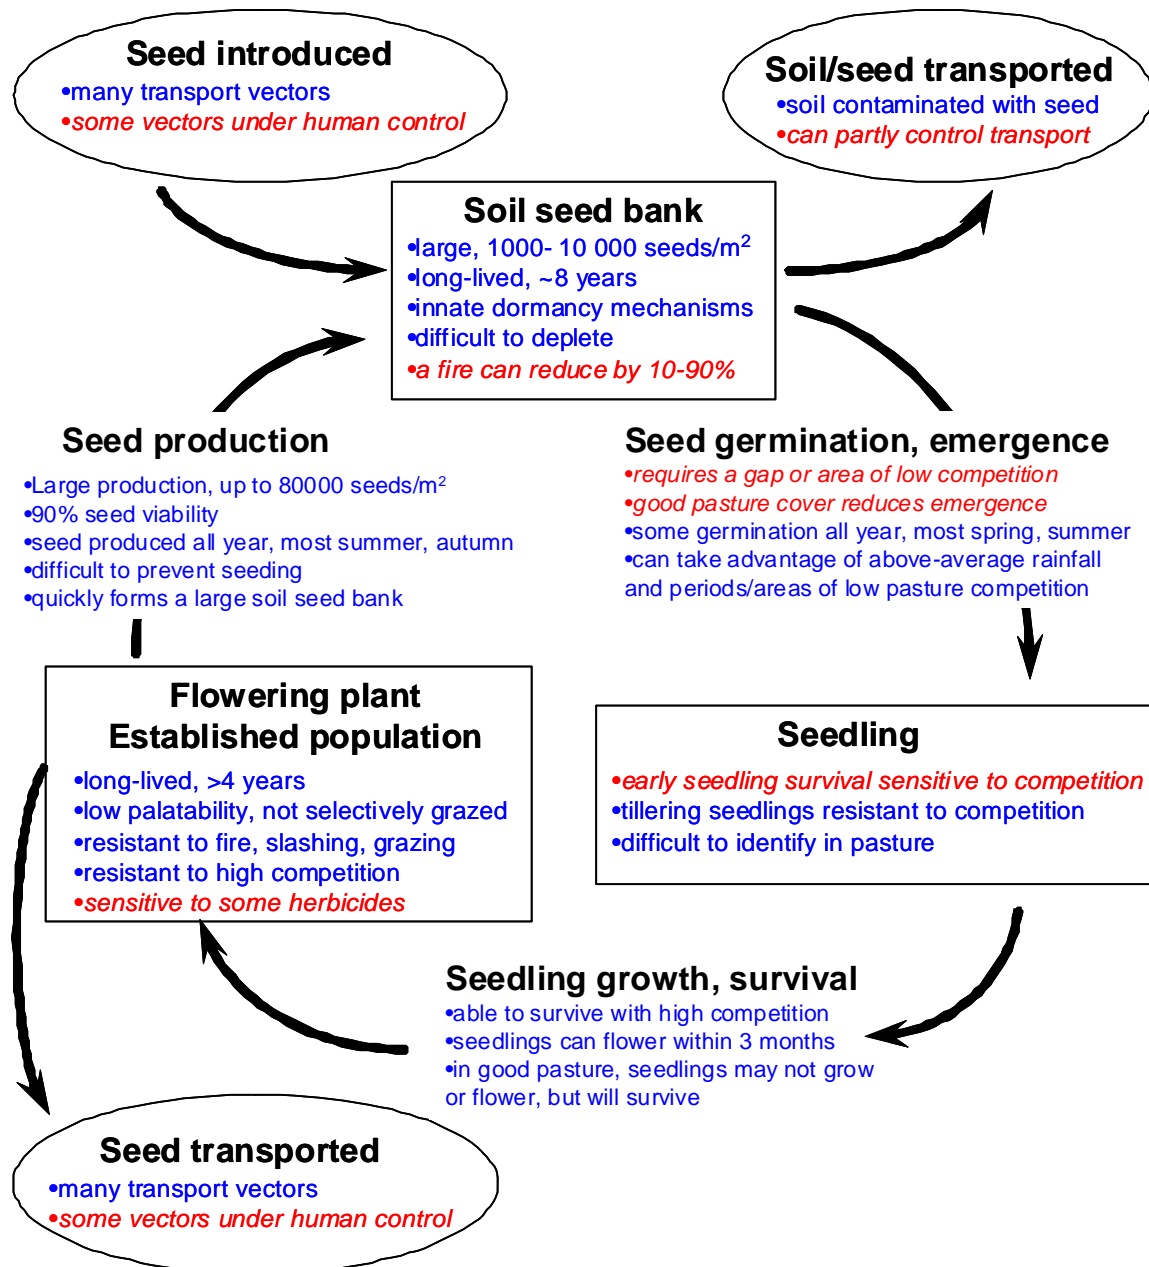 Seed introduced
•many transport vectors
•some vectors under human control
Soil/seed transported
•soil contaminated with seed
•can partly control transport
Soil seed bank
•large, 1000- 10 000 seeds/m²
•long-lived, ~8 years
•innate dormancy mechanisms
•difficult to deplete
•a fire can reduce by 10-90%
Seed production
•Large production, up to 80000 seeds/m²
•90% seed viability
•seed produced all year, most summer, autumn
•difficult to prevent seeding
•quickly forms a large soil seed bank
Seed germination, emergence
•requires a gap or area of low competition
•good pasture cover reduces emergence
•some germination all year, most spring, summer
•can take advantage of above-average rainfall
and periods/areas of low pasture competition
Flowering plant
Established population
•long-lived, >4 years
•low palatability, not selectively grazed
•resistant to fire, slashing, grazing
•resistant to high competition
•sensitive to some herbicides
Seedling
•early seedling survival sensitive to competition
•tillering seedlings resistant to competition
•difficult to identify in pasture
Seedling growth, survival
•able to survive with high competition
•seedlings can flower within 3 months
•in good pasture, seedlings may not grow
or flower, but will survive
Seed transported
•many transport vectors
•some vectors under human control